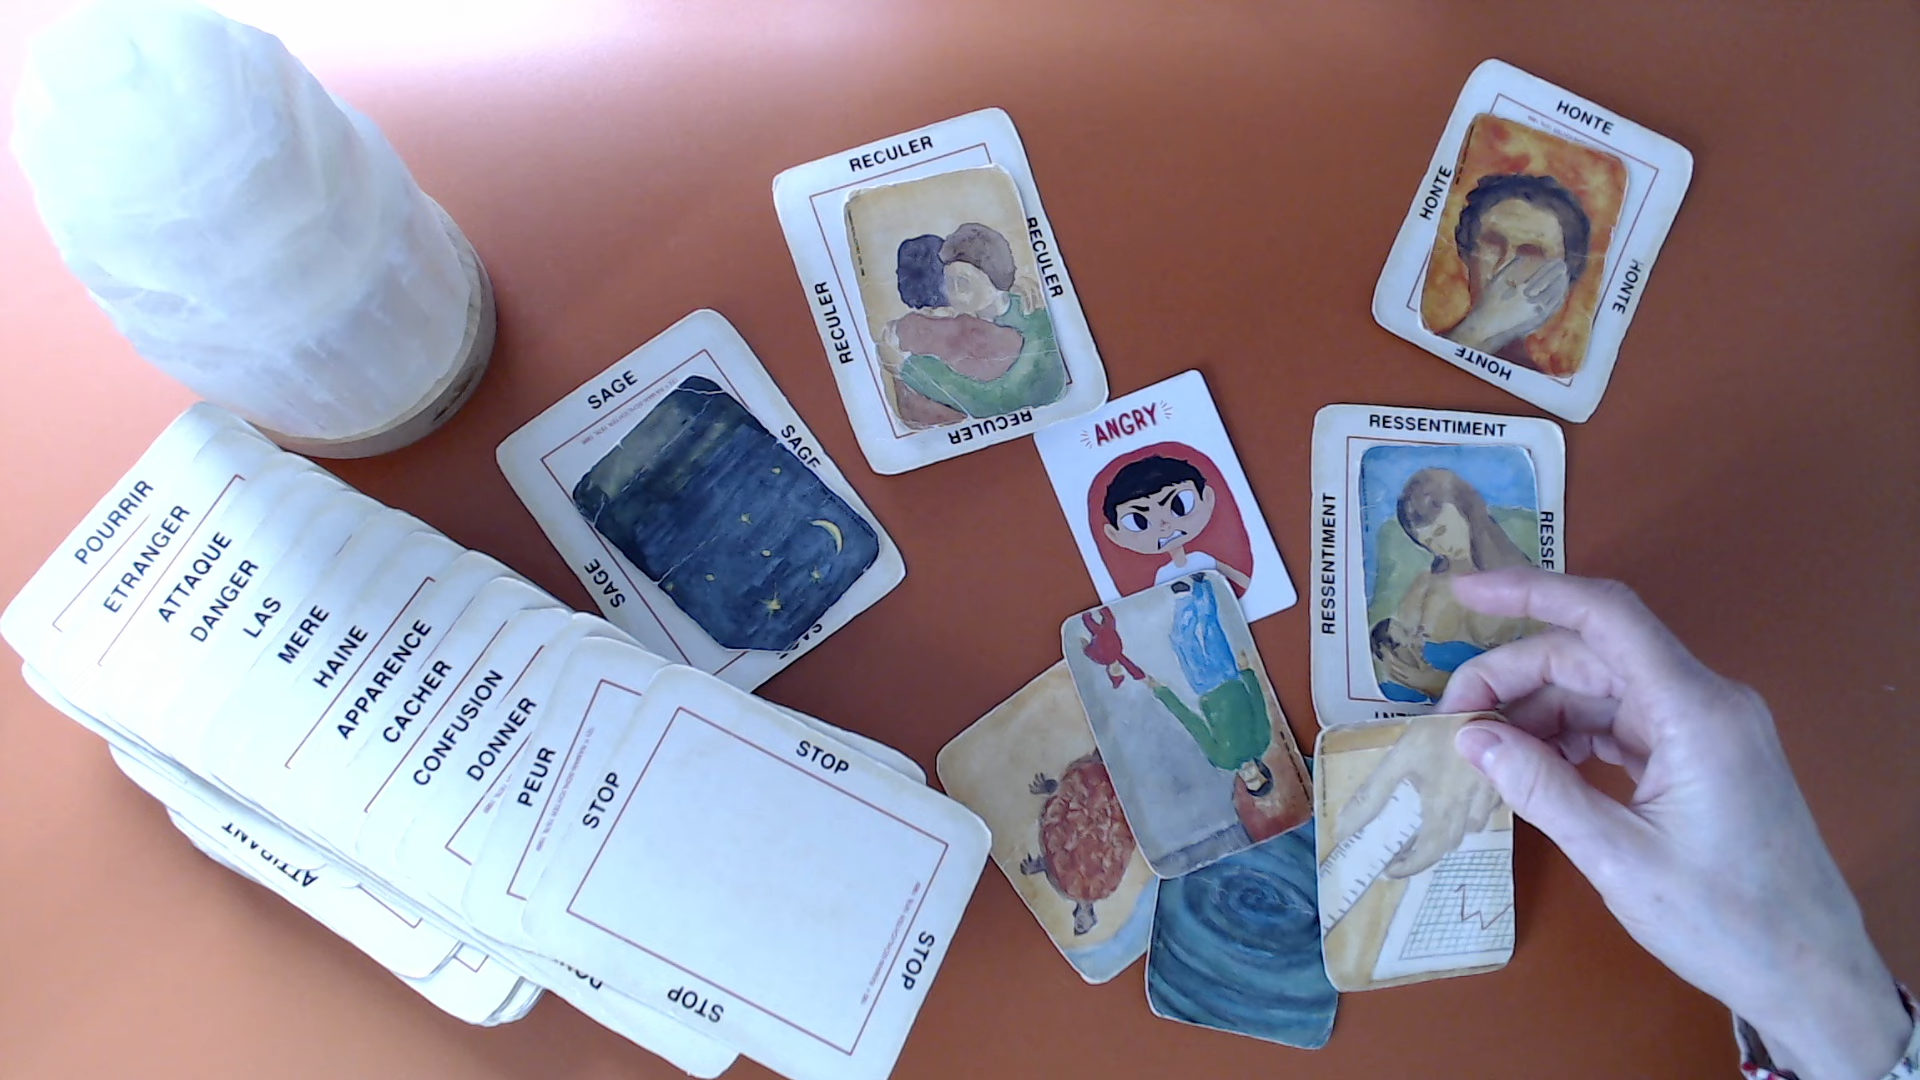 HONTE
HONTE
HONTE
HONTE
RECULER
RECULER
RECULER
RECULER
SAGE
SAGE
SAGE
ANGRY
RESSENTIMENT
RESSENTIMENT
POURRIR
ETRANGER
ATTAQUE
DANGER
LAS
MERE
HAINE
APPARENCE
CACHER
CONFUSION
DONNER
PEUR
STOP
STOP
STOP
STOP